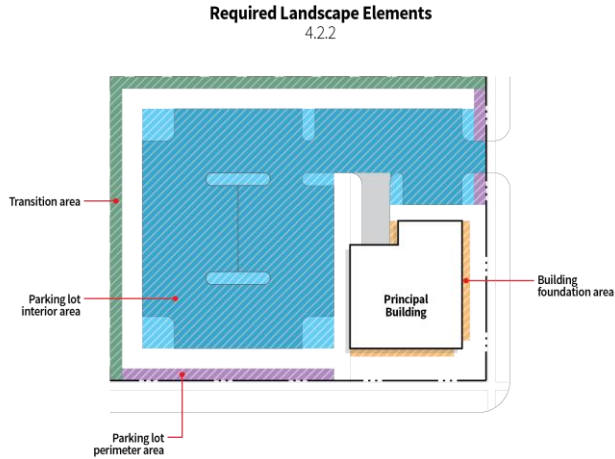 Required Landscape Elements
4.2.2
Transition area
Parking lot
interior area
Principal
Building
Building
foundation area
Parking lot
perimeter area